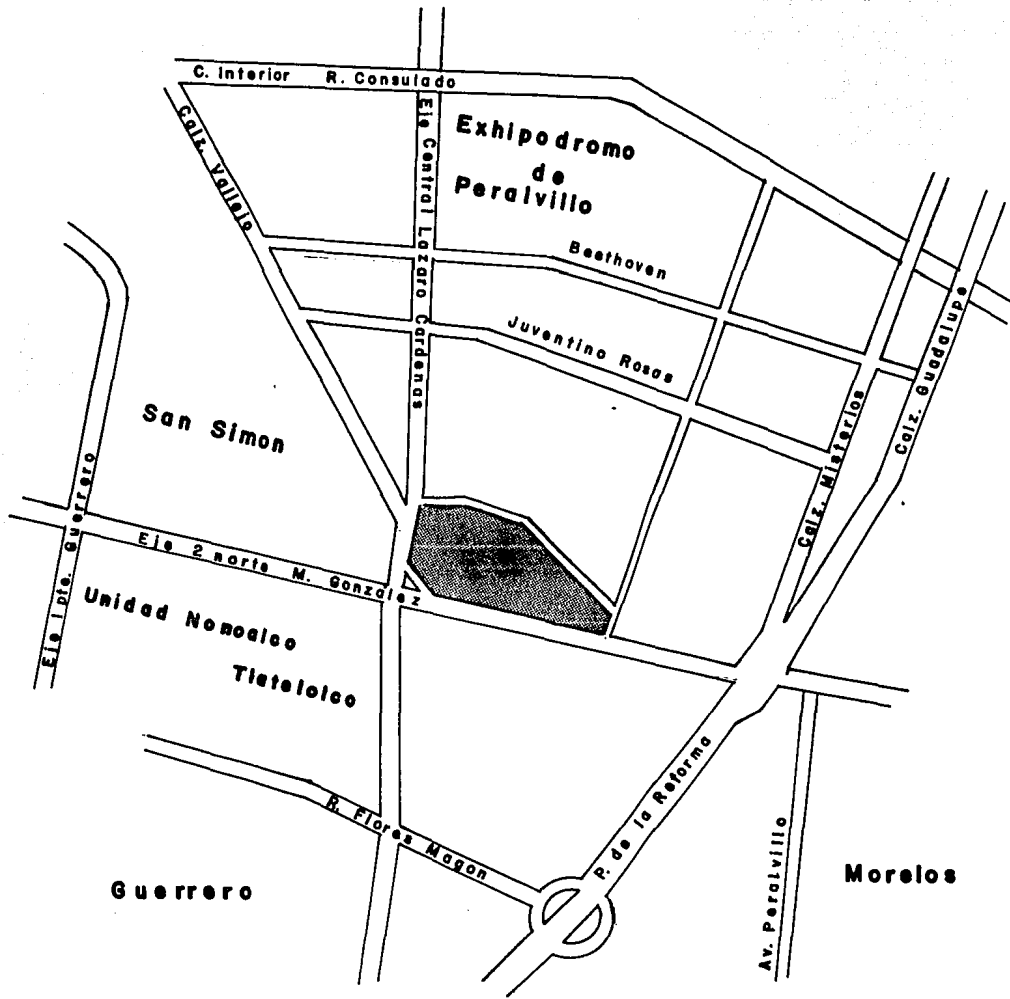 C. Interior R. Consulado
Calz. Vallejo
Eje Central Lazaro Cardenas
Exhipodromo
de
Peralvillo
Beethoven
Juventino Rosas
Calz. Misterios
Calz. Guadalupe
San Simon
Eje 1 pte. Guerrero
Eje 2 norte M. Gonzalez
Unidad Nonoalco
Tlatelolco
R. Flores Magon
P. de la Reforma
Av. Peralvillo
Guerrero
Morelos